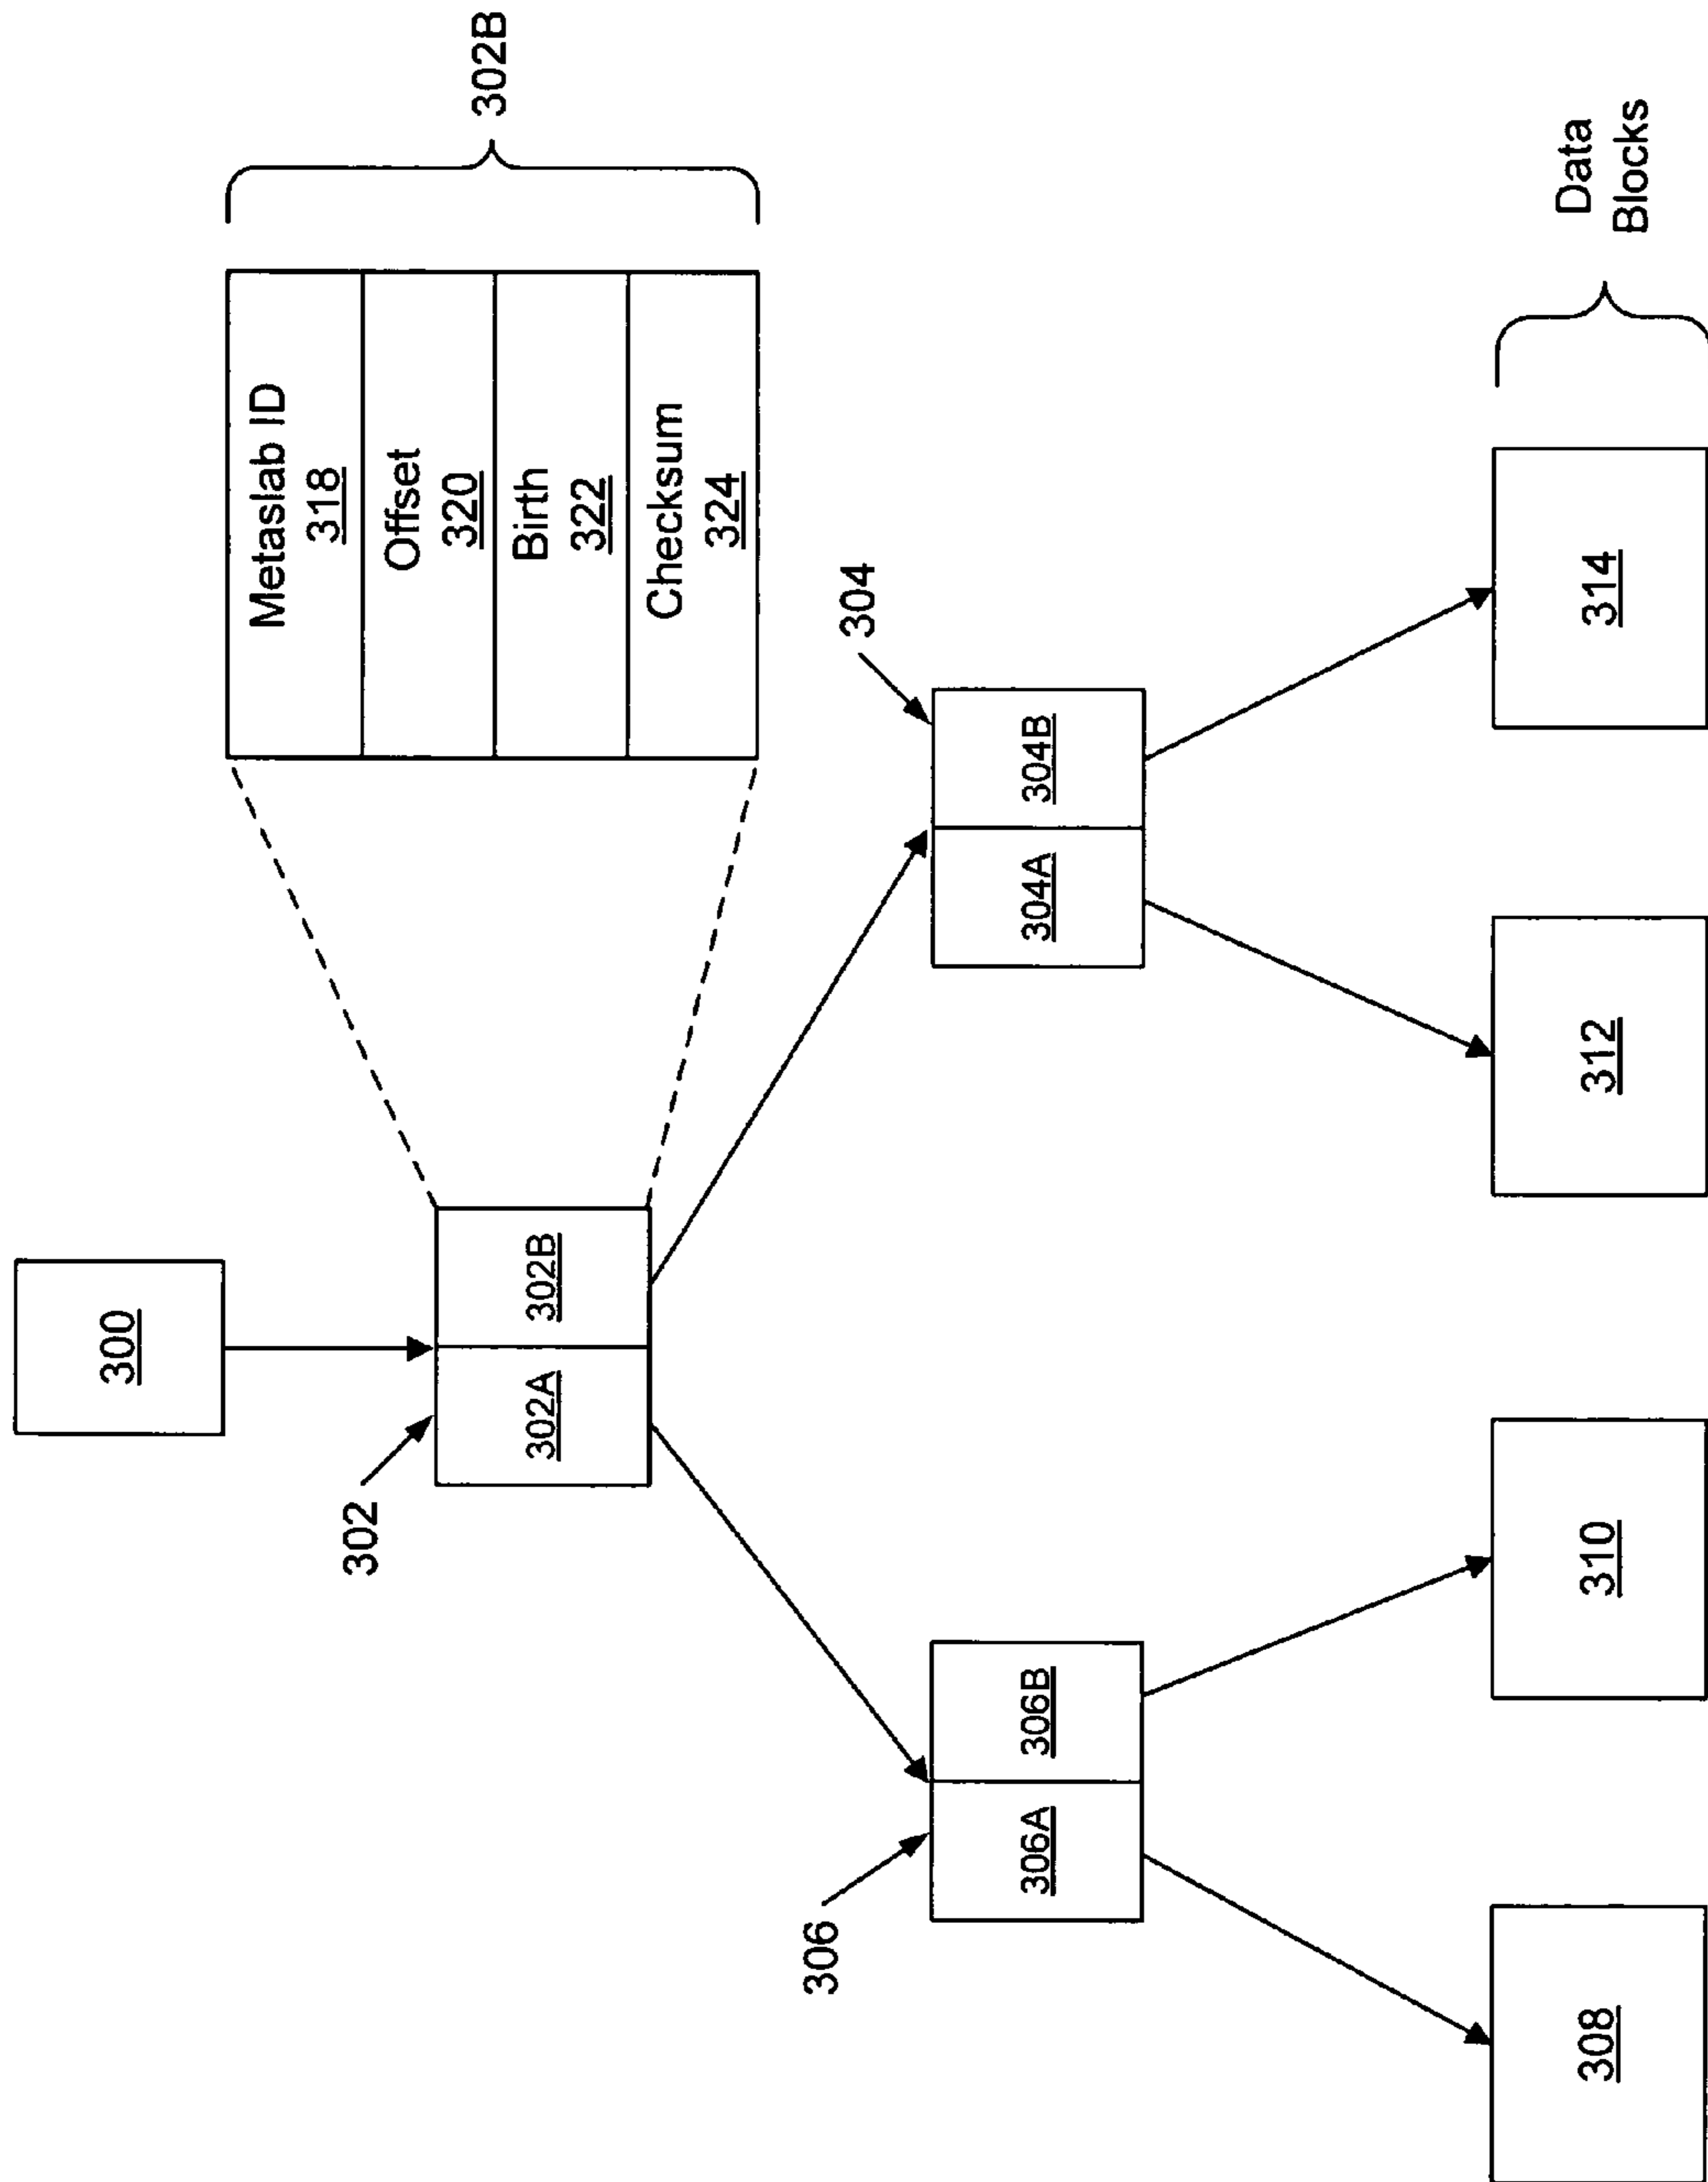 300
302
302A
302B
Metaslab ID
318
Offset
320
Birth
322
Checksum
324
302B
306
306A
306B
304
304A
304B
308
310
312
314
Data
Blocks